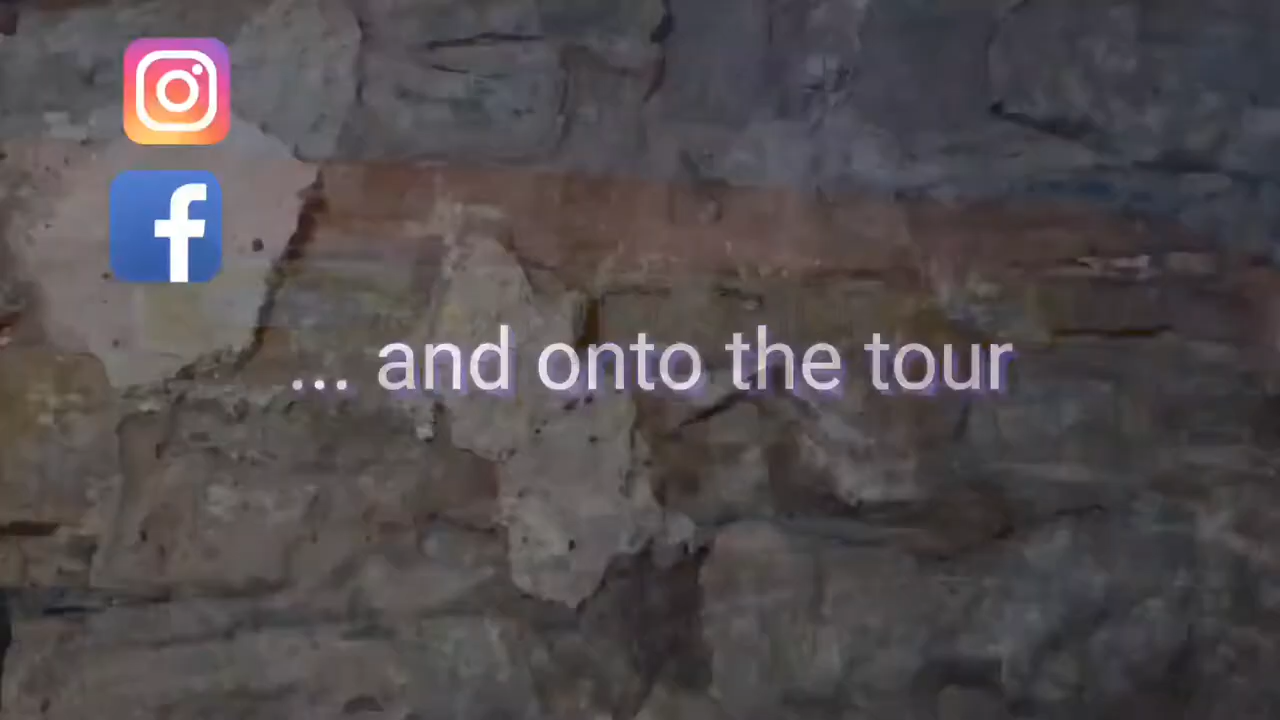 ... and onto the tour